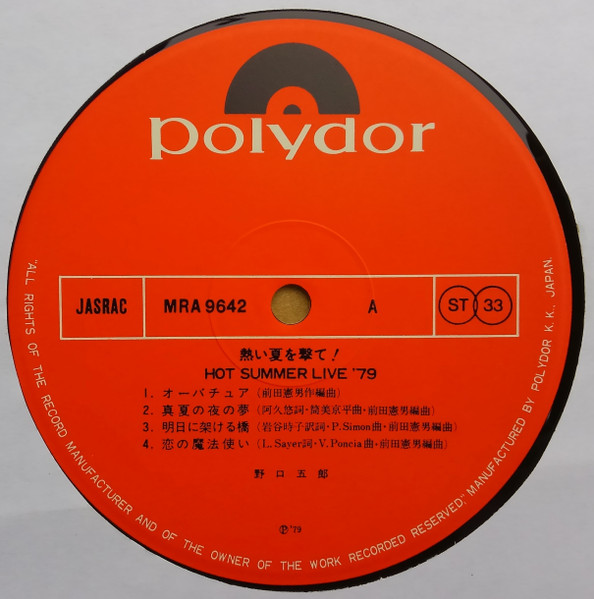 polydor
JASRAC MRA 9642 A ST 33
熱い夏を撃て!
HOT SUMMER LIVE '79
1. オーバチュア(前田憲男作編曲)
2. 真夏の夜の夢(阿久悠詞・筒美京平曲・前田憲男編曲)
3. 明日に架ける橋(岩谷時子訳詞・P. Simon曲・前田憲男編曲)
4. 恋の魔法使い(L. Sayer詞・V. Poncia曲・前田憲男編曲)
野口五郎
Ⓟ'79
"ALL RIGHTS OF THE RECORD MANUFACTURER AND OF THE OWNER OF THE WORK RECORDED RESERVED." MANUFACTURED BY POLYDOR K.K., JAPAN.